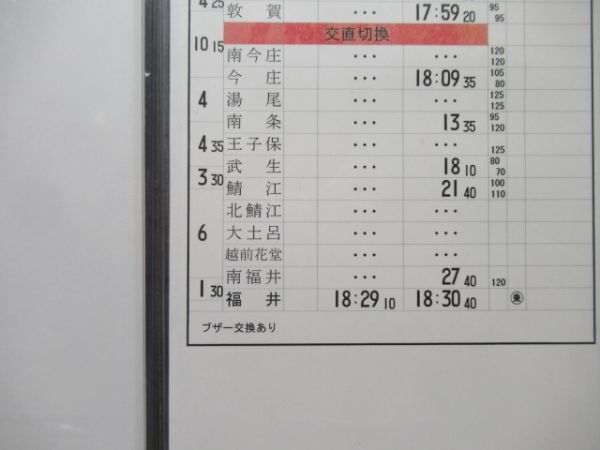 4 25 敦賀 17:59 20 95 95
交直切換
10 15 南今庄 ... ... 120 120
今庄 ... 18:09 35 105 80
4 湯尾 ... ... 125 125
南条 ... 13 35 95 120
4 35 王子保 ... ... 125
武生 ... 18 10 80 70
3 30 鯖江 ... 21 40 100 110
北鯖江 ... ...
6 大土呂 ... ...
越前花堂 ... ...
南福井 ... 27 40 120
1 30 福井 18:29 10 18:30 40 乗
ブザー交換あり